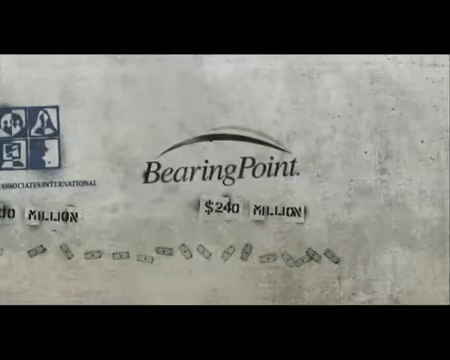 ASSOCIATES INTERNATIONAL
MILLION
BearingPoint.
$240 MILLION